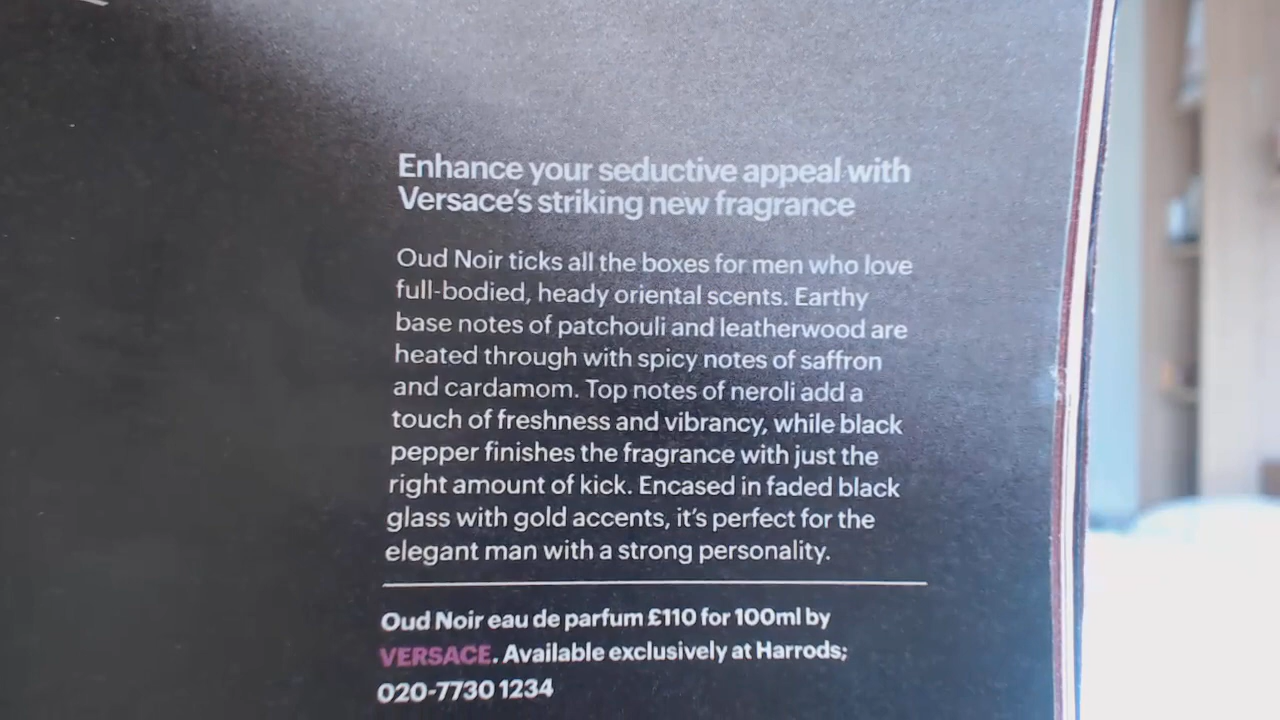 Enhance your seductive appeal with
Versace's striking new fragrance
Oud Noir ticks all the boxes for men who love
full-bodied, heady oriental scents. Earthy
base notes of patchouli and leatherwood are
heated through with spicy notes of saffron
and cardamom. Top notes of neroli add a
touch of freshness and vibrancy, while black
pepper finishes the fragrance with just the
right amount of kick. Encased in faded black
glass with gold accents, it's perfect for the
elegant man with a strong personality.
Oud Noir eau de parfum £110 for 100ml by
VERSACE. Available exclusively at Harrods;
020-7730 1234